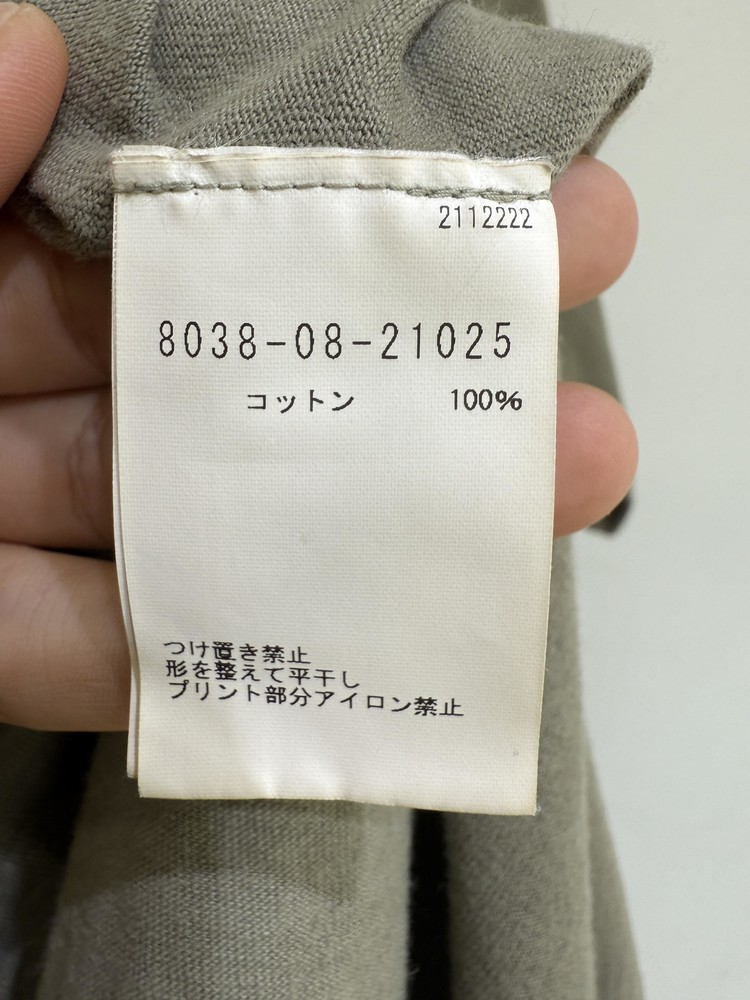 2112222
8038-08-21025
コットン 100%
つけ置き禁止
形を整えて平干し
プリント部分アイロン禁止